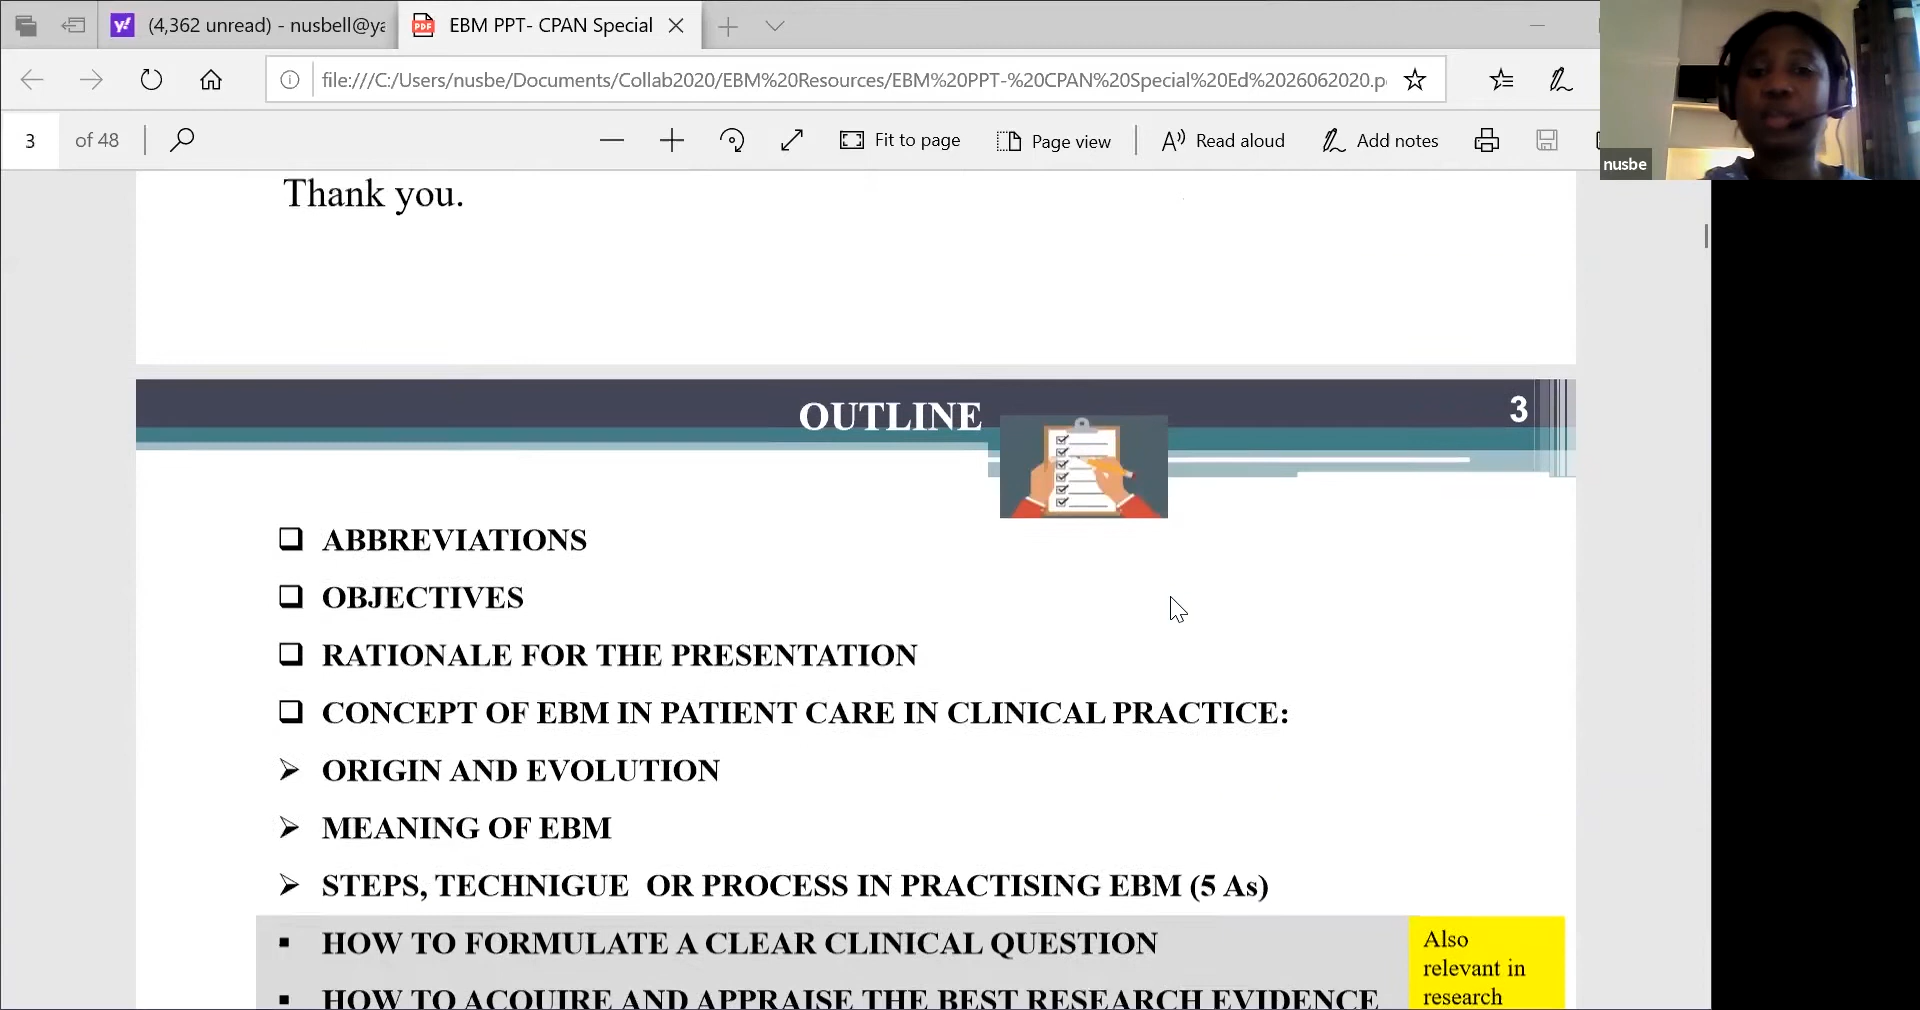 (4,362 unread) - nusbell@ya
EBM PPT- CPAN Special
file:///C:/Users/nusbe/Documents/Collab2020/EBM%20Resources/EBM%20PPT-%20CPAN%20Special%20Ed%2026062020.p
3 of 48
Fit to page
Page view
Read aloud
Add notes
nusbe
Thank you.
OUTLINE
3
ABBREVIATIONS
OBJECTIVES
RATIONALE FOR THE PRESENTATION
CONCEPT OF EBM IN PATIENT CARE IN CLINICAL PRACTICE:
ORIGIN AND EVOLUTION
MEANING OF EBM
STEPS, TECHNIGUE OR PROCESS IN PRACTISING EBM (5 As)
HOW TO FORMULATE A CLEAR CLINICAL QUESTION
HOW TO ACQUIRE AND APPRAISE THE BEST RESEARCH EVIDENCE
Also
relevant in
research